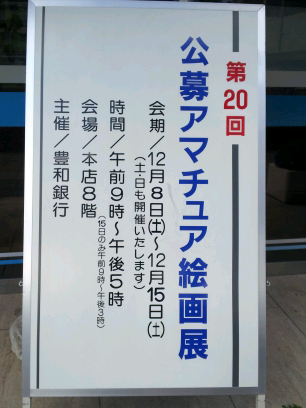 第20回
公募アマチュア絵画展
会期／12月8日(土)～12月15日(土)
(土・日も開催いたします)
時間／午前9時～午後5時
(15日のみ午前9時～午後3時)
会場／本店8階
主催／豊和銀行